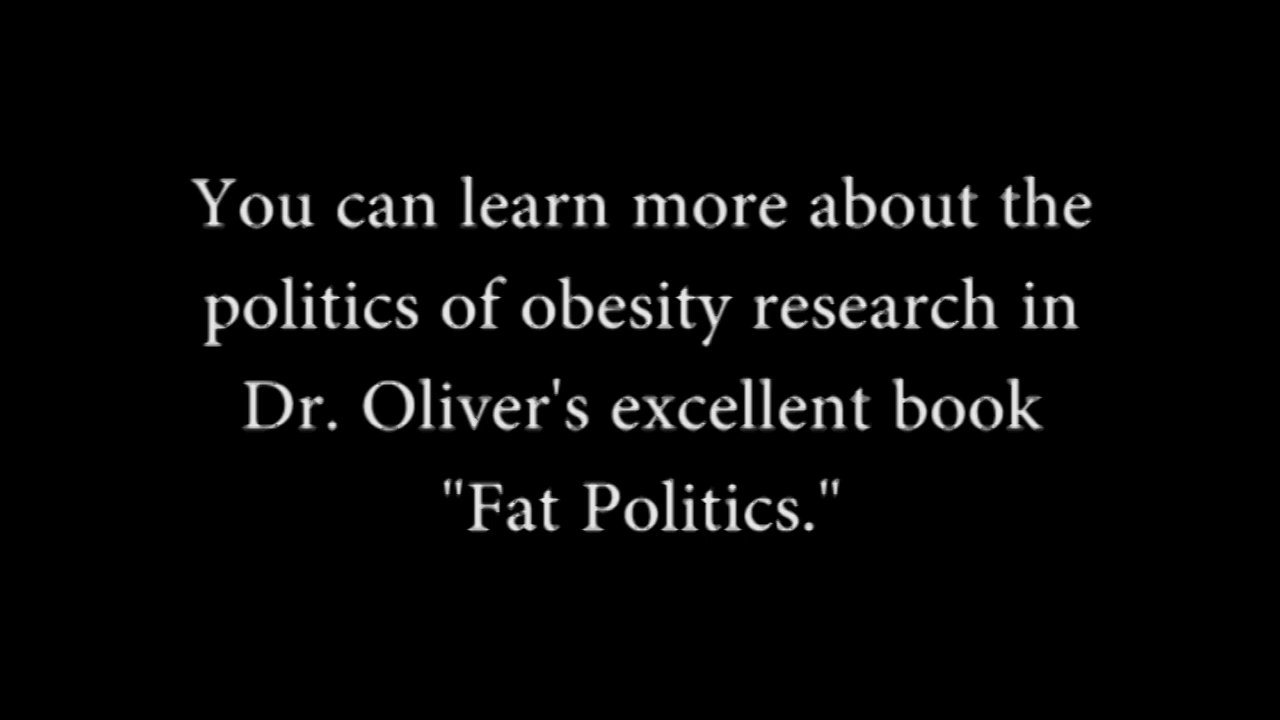 You can learn more about the
politics of obesity research in
Dr. Oliver's excellent book
"Fat Politics."